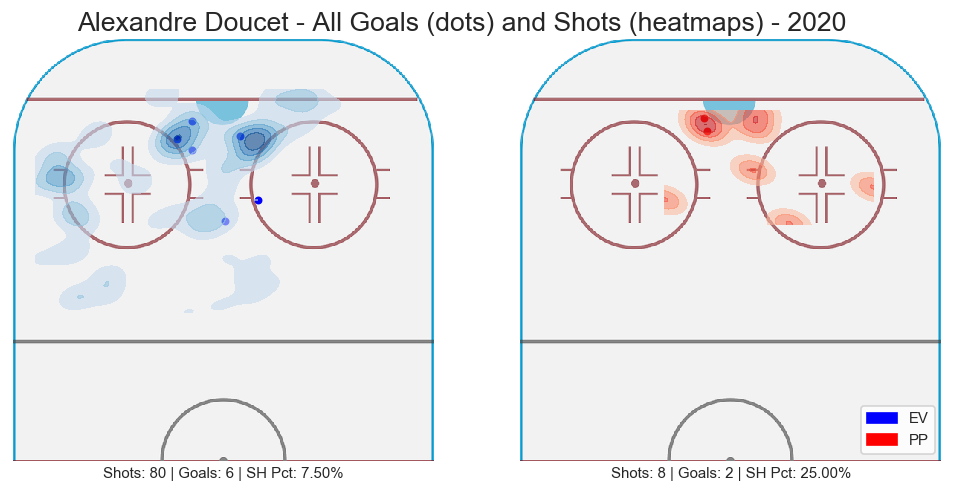 Alexandre Doucet - All Goals (dots) and Shots (heatmaps) - 2020
EV
PP
Shots: 80 | Goals: 6 | SH Pct: 7.50%
Shots: 8 | Goals: 2 | SH Pct: 25.00%